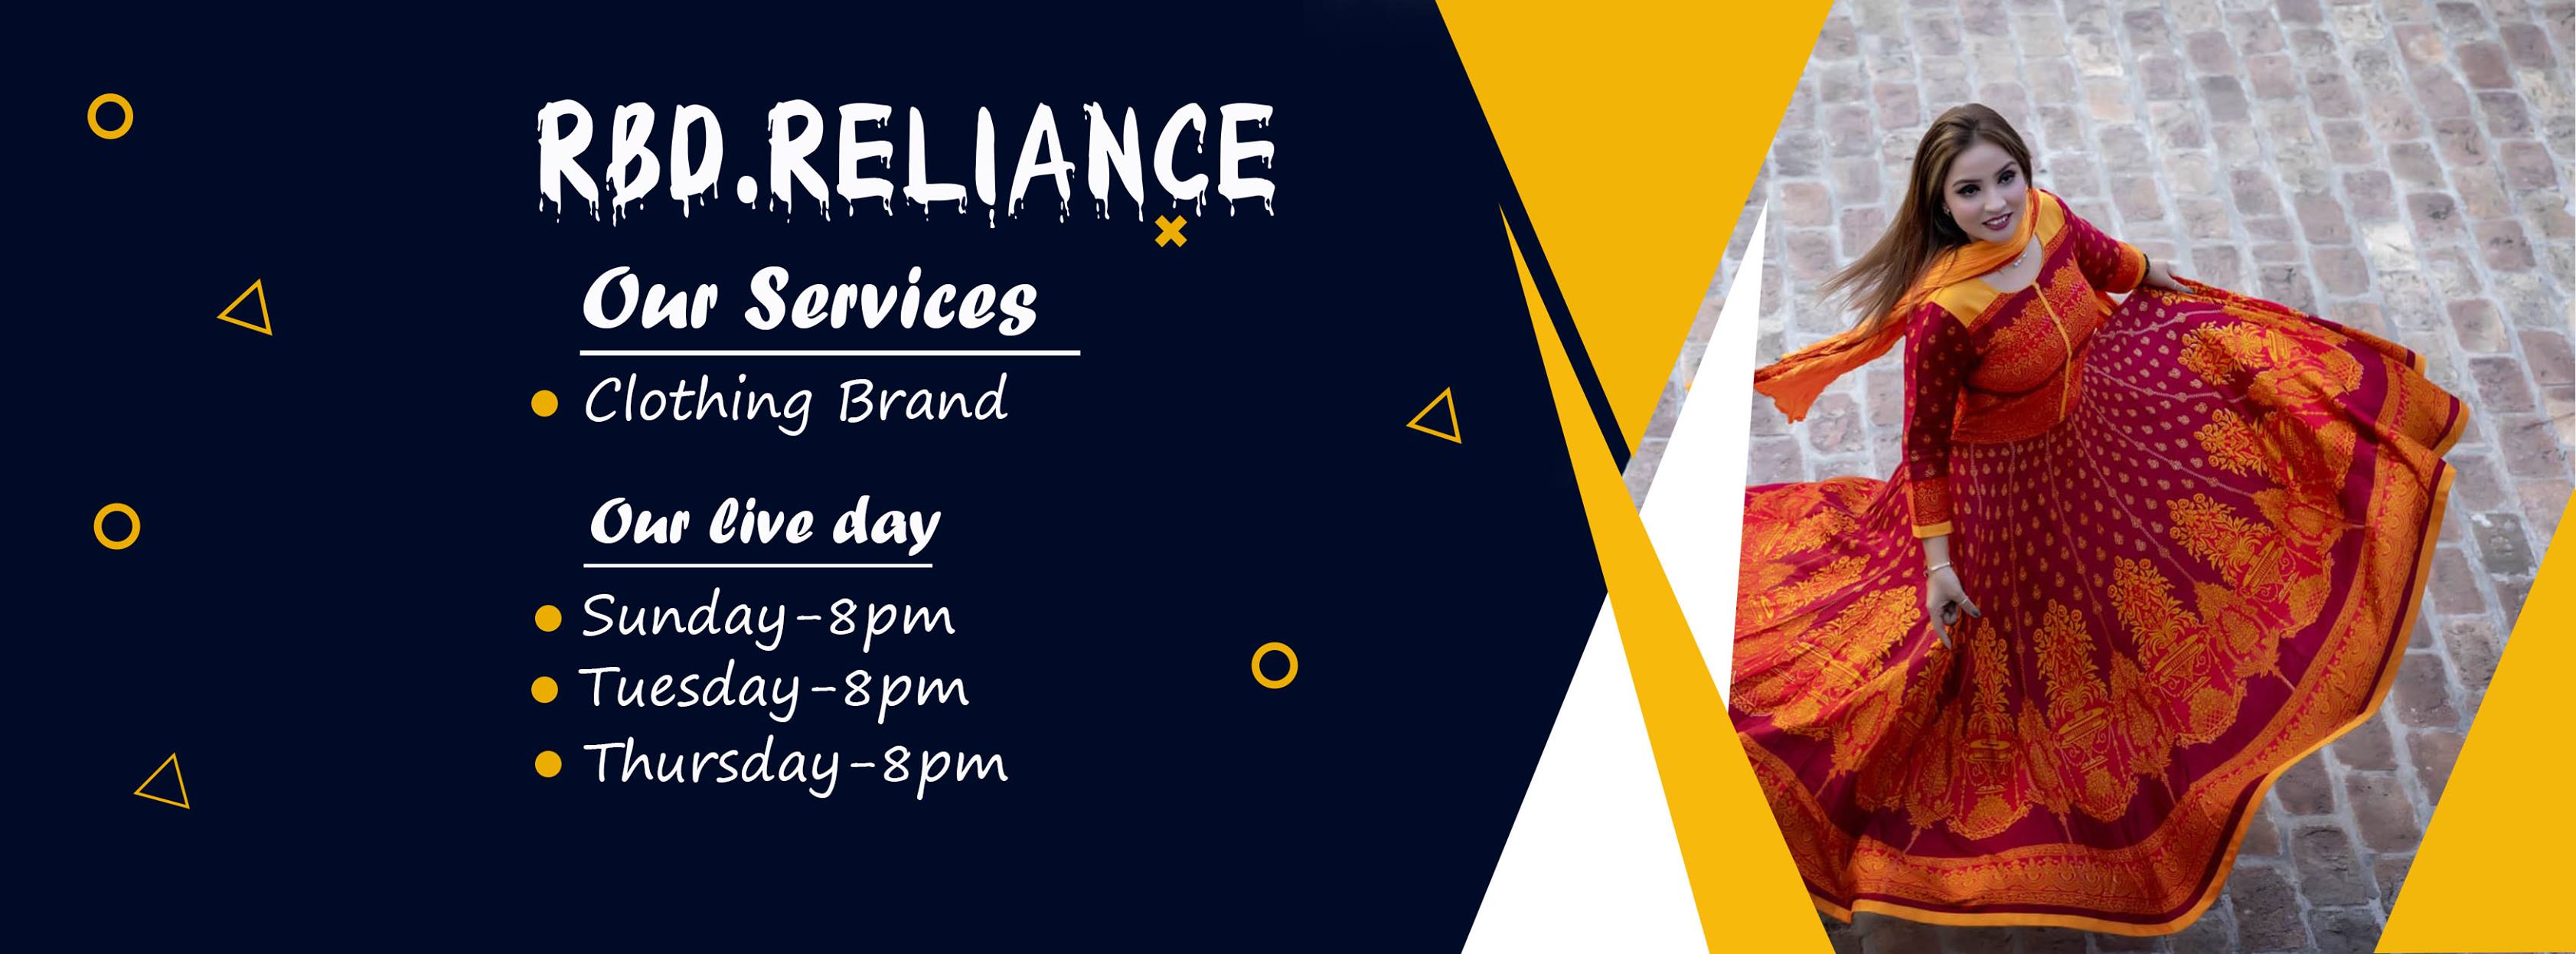 RBD.RELIANCE
Our Services
Clothing Brand
Our live day
Sunday-8pm
Tuesday-8pm
Thursday-8pm